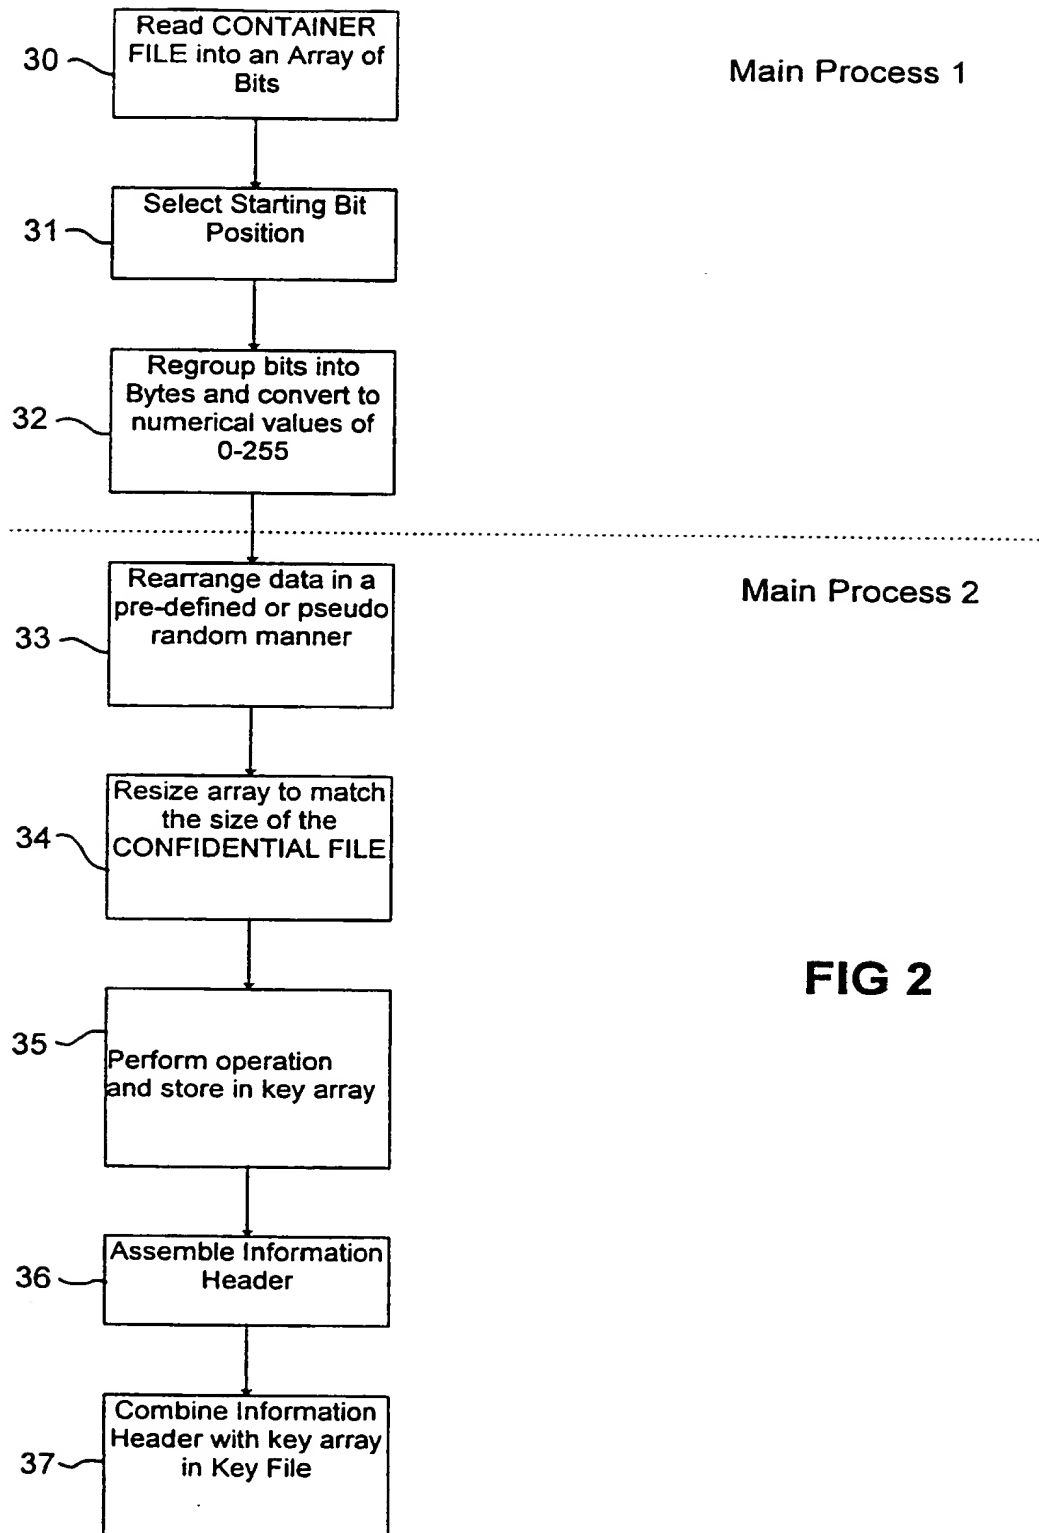 Read CONTAINER
FILE into an Array of
Bits
30
Main Process 1
Select Starting Bit
Position
31
Regroup bits into
Bytes and convert to
numerical values of
0-255
32
Rearrange data in a
pre-defined or pseudo
random manner
Main Process 2
33
Resize array to match
the size of the
CONFIDENTIAL FILE
34
FIG 2
35
Perform operation
and store in key array
Assemble Information
Header
36
Combine Information
Header with key array
in Key File
37